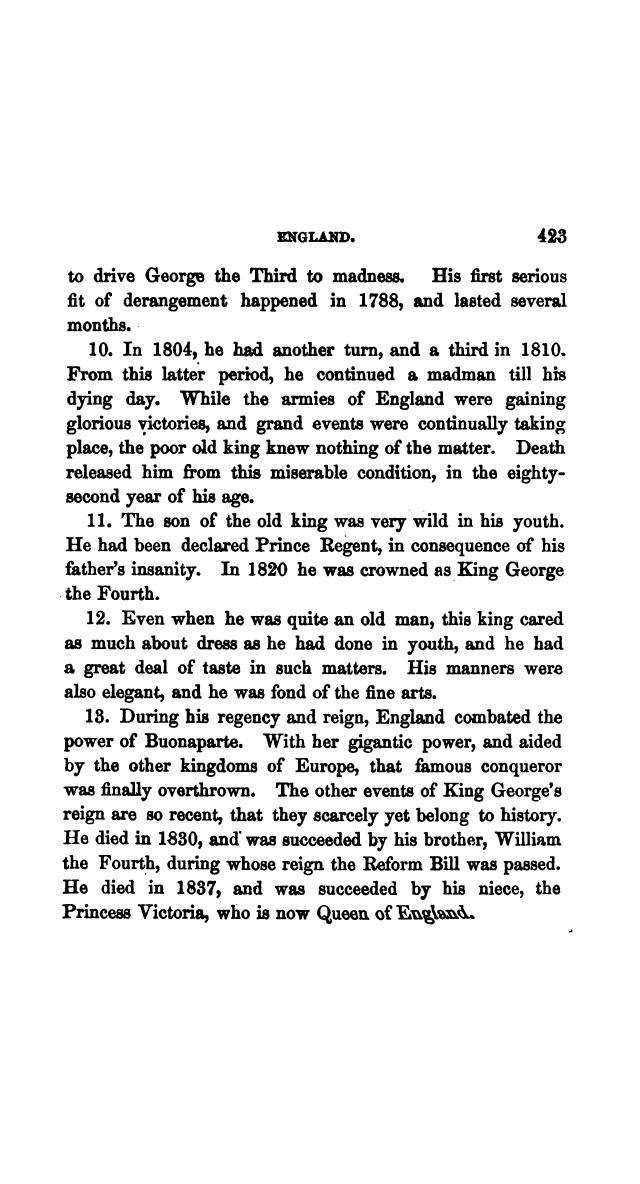 ENGLAND. 423
to drive George the Third to madness. His first serious
fit of derangement happened in 1788, and lasted several
months.
10. In 1804, he had another turn, and a third in 1810.
From this latter period, he continued a madman till his
dying day. While the armies of England were gaining
glorious victories, and grand events were continually taking
place, the poor old king knew nothing of the matter. Death
released him from this miserable condition, in the eighty-
second year of his age.
11. The son of the old king was very wild in his youth.
He had been declared Prince Regent, in consequence of his
father's insanity. In 1820 he was crowned as King George
the Fourth.
12. Even when he was quite an old man, this king cared
as much about dress as he had done in youth, and he had
a great deal of taste in such matters. His manners were
also elegant, and he was fond of the fine arts.
13. During his regency and reign, England combated the
power of Buonaparte. With her gigantic power, and aided
by the other kingdoms of Europe, that famous conqueror
was finally overthrown. The other events of King George's
reign are so recent, that they scarcely yet belong to history.
He died in 1830, and was succeeded by his brother, William
the Fourth, during whose reign the Reform Bill was passed.
He died in 1837, and was succeeded by his niece, the
Princess Victoria, who is now Queen of England.